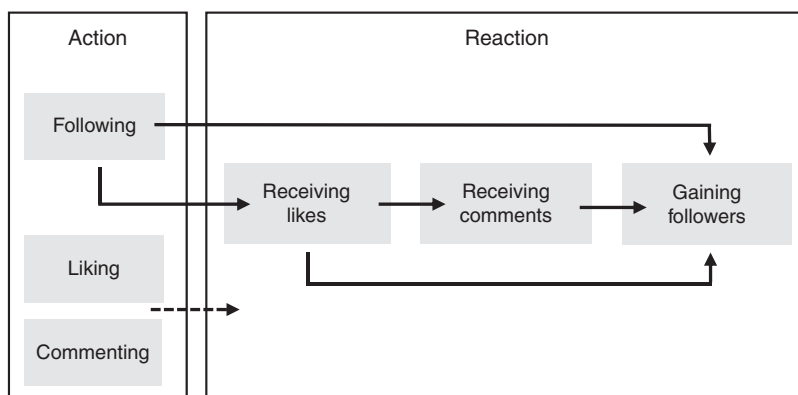 Action
Reaction
Following
Receiving
likes
Receiving
comments
Gaining
followers
Liking
Commenting